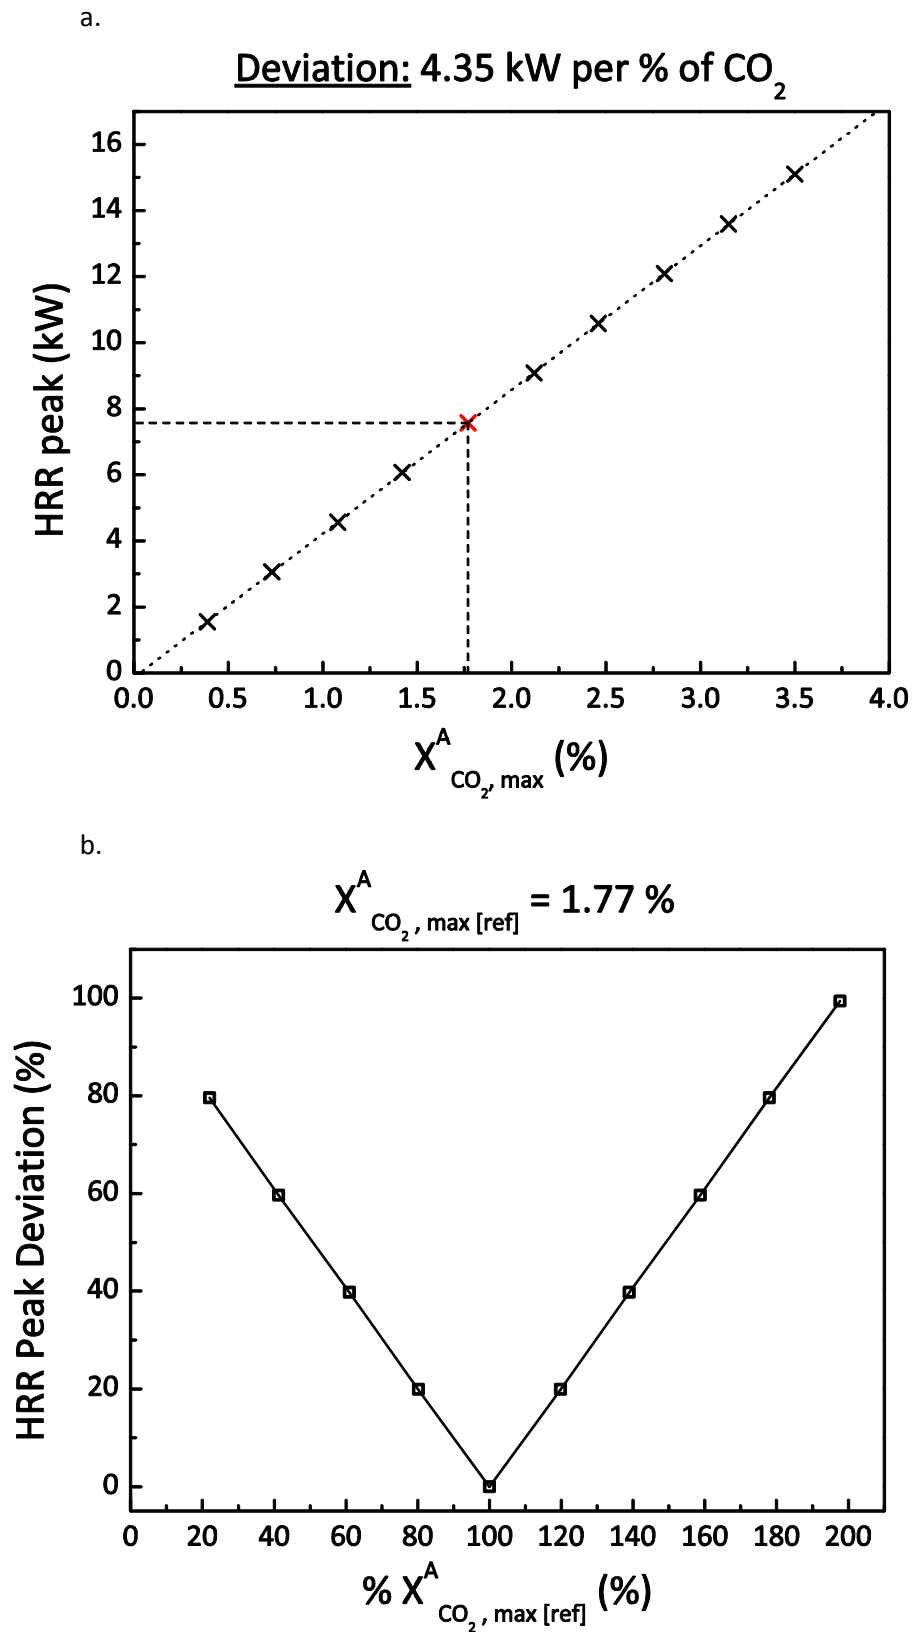 a.
Deviation: 4.35 kW per % of CO₂
16
14
12
10
8
6
4
2
0
HRR peak (kW)
0.0 0.5 1.0 1.5 2.0 2.5 3.0 3.5 4.0
X^A CO₂, max (%)
b.
X^A CO₂ , max [ref] = 1.77 %
100
80
60
40
20
0
HRR Peak Deviation (%)
0 20 40 60 80 100 120 140 160 180 200
% X^A CO₂ , max [ref] (%)